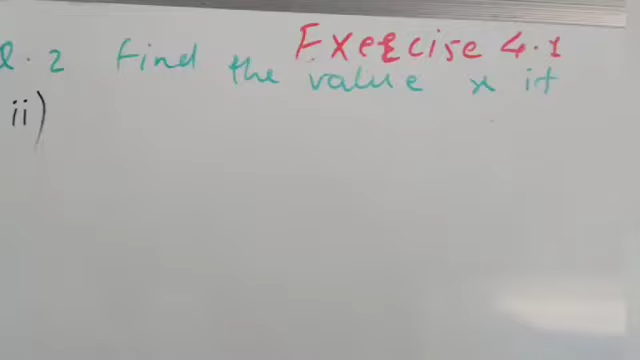 Exercise 4.1
Q.2 Find the value x if
ii)